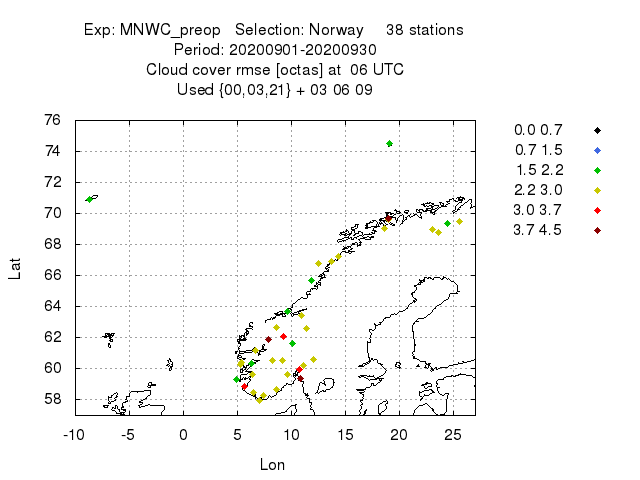 Exp: MNWC_preop   Selection: Norway     38 stations
Period: 20200901-20200930
Cloud cover rmse [octas] at  06 UTC
Used {00,03,21} + 03 06 09
76
74
72
70
68
66
64
62
60
58
Lat
-10 -5 0 5 10 15 20 25
Lon
0.0 0.7
0.7 1.5
1.5 2.2
2.2 3.0
3.0 3.7
3.7 4.5